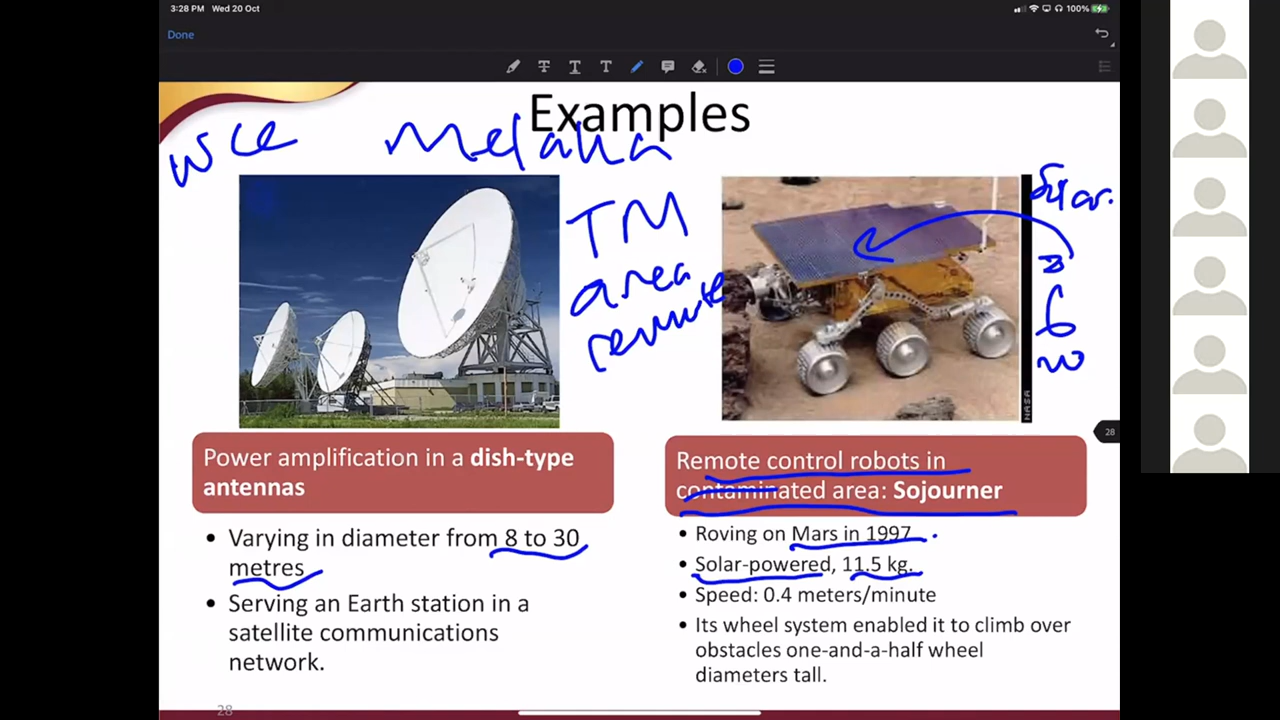 3:28 PM Wed 20 Oct
100%
Done
Examples
wce Melaka
TM
area
remote
Solar.
NASA
28
Power amplification in a dish-type
antennas
• Varying in diameter from 8 to 30
metres
• Serving an Earth station in a
satellite communications
network.
Remote control robots in
contaminated area: Sojourner
• Roving on Mars in 1997
• Solar-powered, 11.5 kg.
• Speed: 0.4 meters/minute
• Its wheel system enabled it to climb over
obstacles one-and-a-half wheel
diameters tall.
28